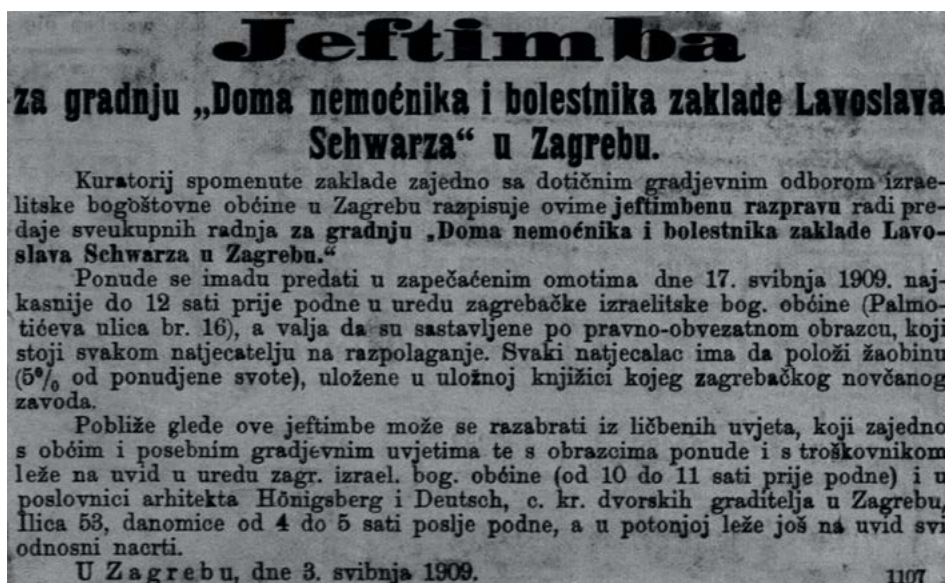 Jeftimba
za gradnju „Doma nemoćnika i bolestnika zaklade Lavoslava
Schwarza“ u Zagrebu.
Kuratorij spomenute zaklade zajedno sa dotičnim gradjevnim odborom izrae-
litske bogoštovne obćine u Zagrebu razpisuje ovime jeftimbenu razpravu radi pre-
daje sveukupnih radnja za gradnju „Doma nemoćnika i bolestnika zaklade Lavo-
slava Schwarza u Zagrebu.“
Ponude se imadu predati u zapečaćenim omotima dne 17. svibnja 1909. naj-
kasnije do 12 sati prije podne u uredu zagrebačke izraelitske bog. obćine (Palmo-
tićeva ulica br. 16), a valja da su sastavljene po pravno-obvezatnom obrazcu, koji
stoji svakom natjecatelju na razpolaganje. Svaki natjecalac ima da položi žaobinu
(5% od ponudjene svote), uložene u uložnoj knjižici kojeg zagrebačkog novčanog
zavoda.
Pobliže glede ove jeftimbe može se razabrati iz ličbenih uvjeta, koji zajedno
s obćim i posebnim gradjevnim uvjetima te s obrazcima ponude i s troškovnikom
leže na uvid u uredu zagr. izrael. bog. obćine (od 10 do 11 sati prije podne) i u
poslovnici arhitekta Hönigsberg i Deutsch, c. kr. dvorskih graditelja u Zagrebu,
Ilica 53, danomice od 4 do 5 sati poslje podne, a u potonjoj leže još na uvid svi
odnosni nacrti.
U Zagrebu, dne 3. svibnja 1909. 1107